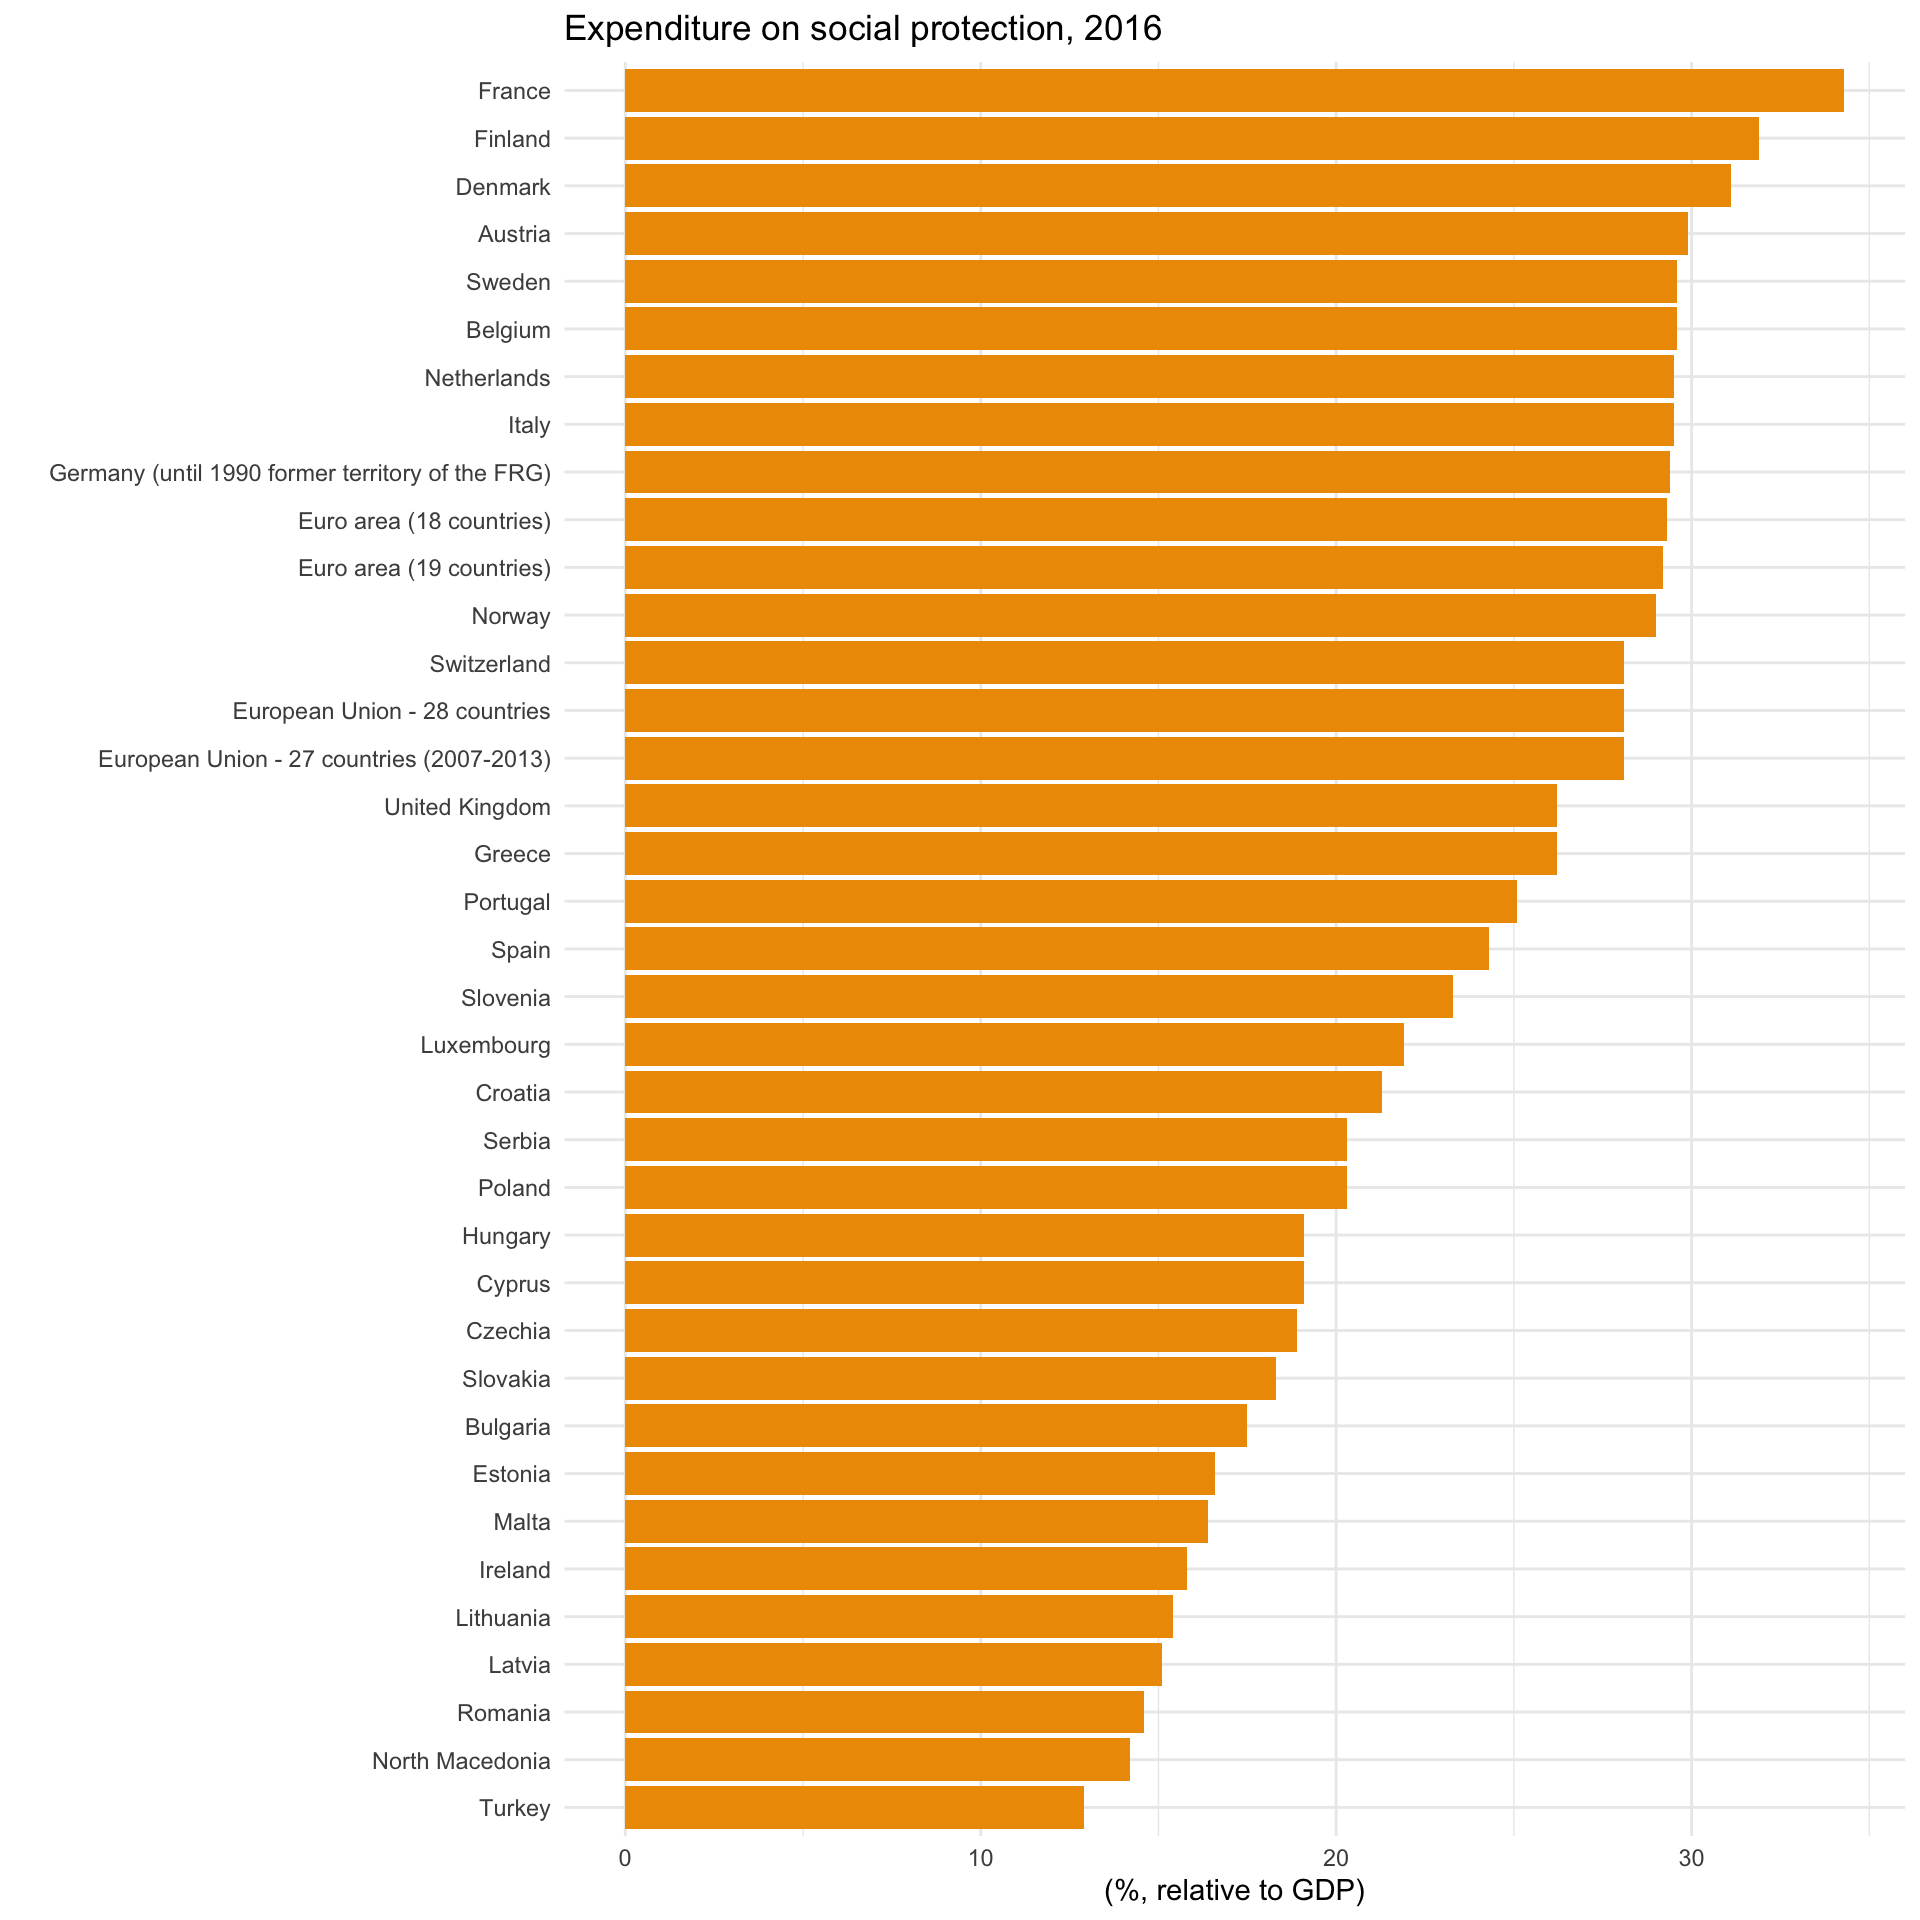 Expenditure on social protection, 2016
France
Finland
Denmark
Austria
Sweden
Belgium
Netherlands
Italy
Germany (until 1990 former territory of the FRG)
Euro area (18 countries)
Euro area (19 countries)
Norway
Switzerland
European Union - 28 countries
European Union - 27 countries (2007-2013)
United Kingdom
Greece
Portugal
Spain
Slovenia
Luxembourg
Croatia
Serbia
Poland
Hungary
Cyprus
Czechia
Slovakia
Bulgaria
Estonia
Malta
Ireland
Lithuania
Latvia
Romania
North Macedonia
Turkey
0 10 20 30
(%, relative to GDP)